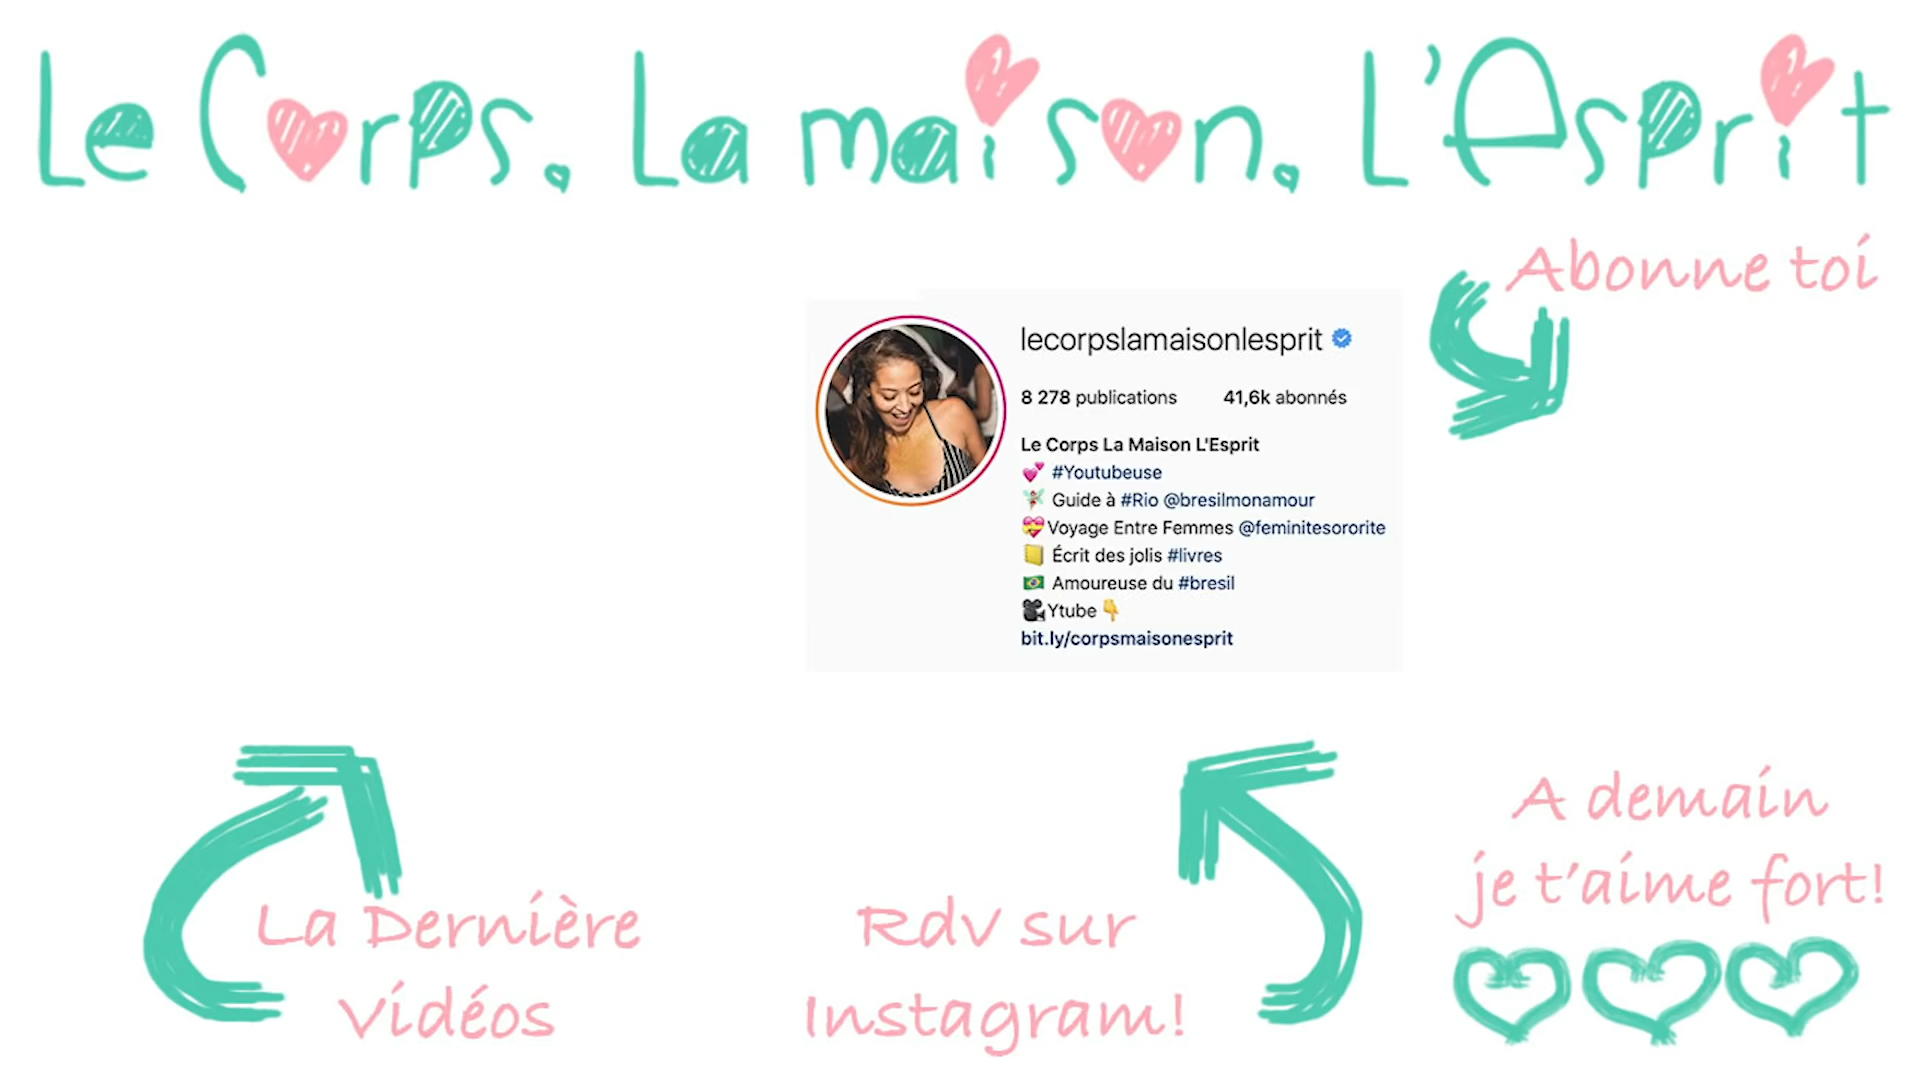 Le Corps. La maison. L'Esprit
Abonne toi
lecorpslamaisonlesprit
8 278 publications 41,6k abonnés
Le Corps La Maison L'Esprit
💕 #Youtubeuse
🧚 Guide à #Rio @bresilmonamour
💝Voyage Entre Femmes @feminitesororite
📒 Écrit des jolis #livres
🇧🇷 Amoureuse du #bresil
🎥Ytube 👇
bit.ly/corpsmaisonesprit
La Dernière
Vidéos
Rdv sur
Instagram!
A demain
je t'aime fort!